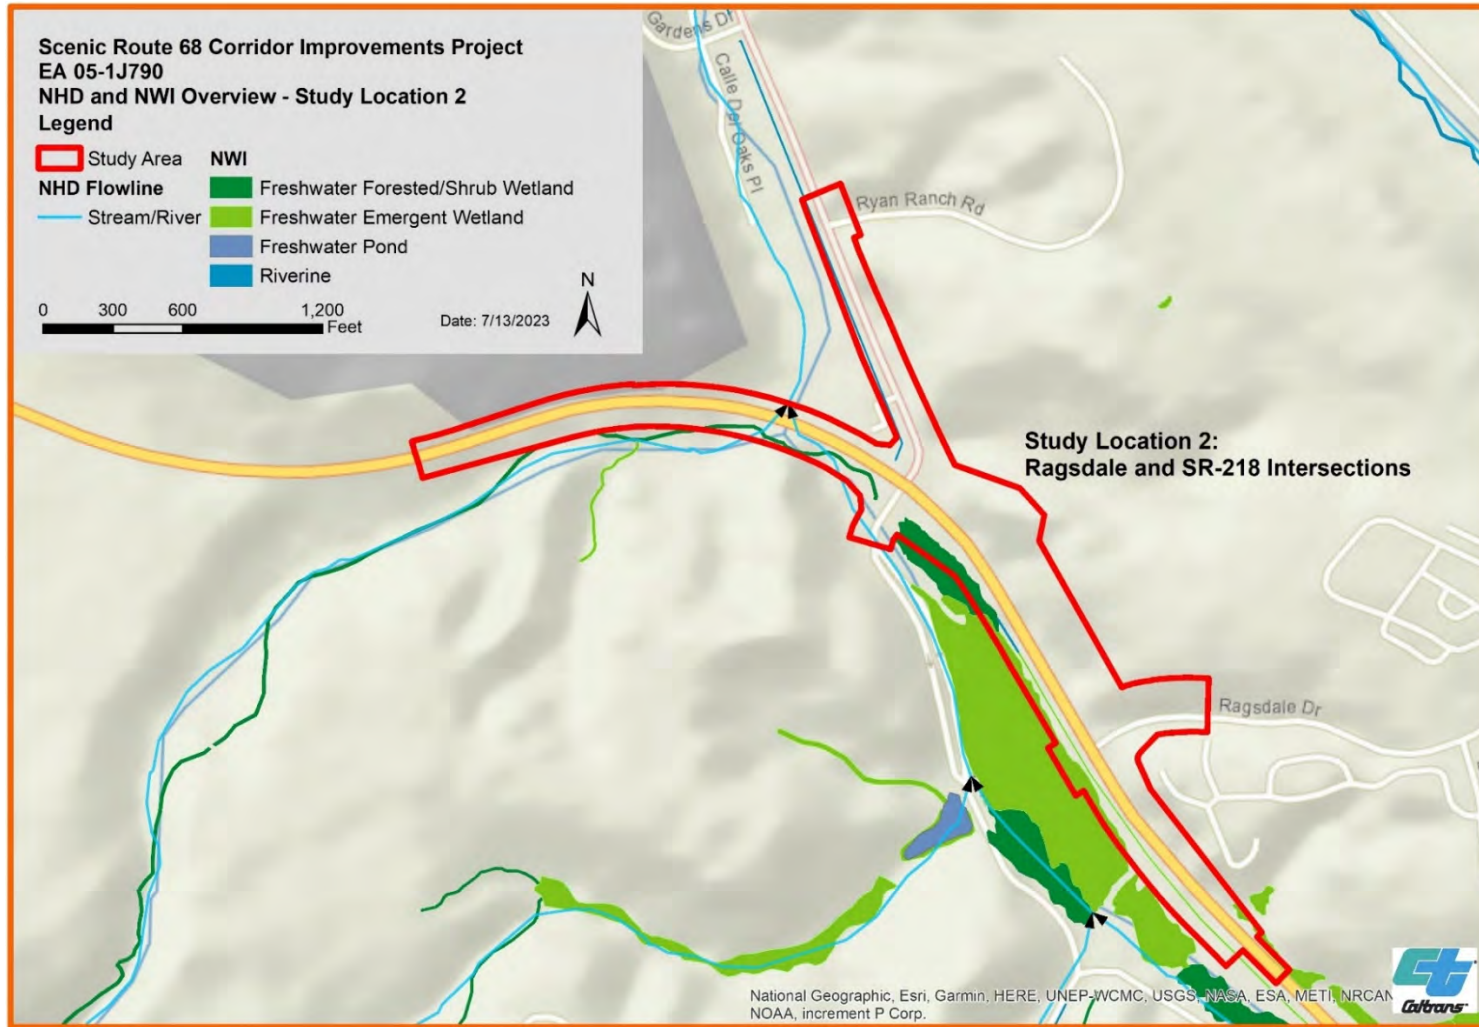 Scenic Route 68 Corridor Improvements Project
EA 05-1J790
NHD and NWI Overview - Study Location 2
Legend
Study Area
NHD Flowline
Stream/River
NWI
Freshwater Forested/Shrub Wetland
Freshwater Emergent Wetland
Freshwater Pond
Riverine
0 300 600 1,200
Feet
Date: 7/13/2023
N
Gardens Dr
Calle Del Oaks Pl
Ryan Ranch Rd
Study Location 2:
Ragsdale and SR-218 Intersections
Ragsdale Dr
National Geographic, Esri, Garmin, HERE, UNEP-WCMC, USGS, NASA, ESA, METI, NRCAN
NOAA, increment P Corp.
Caltrans